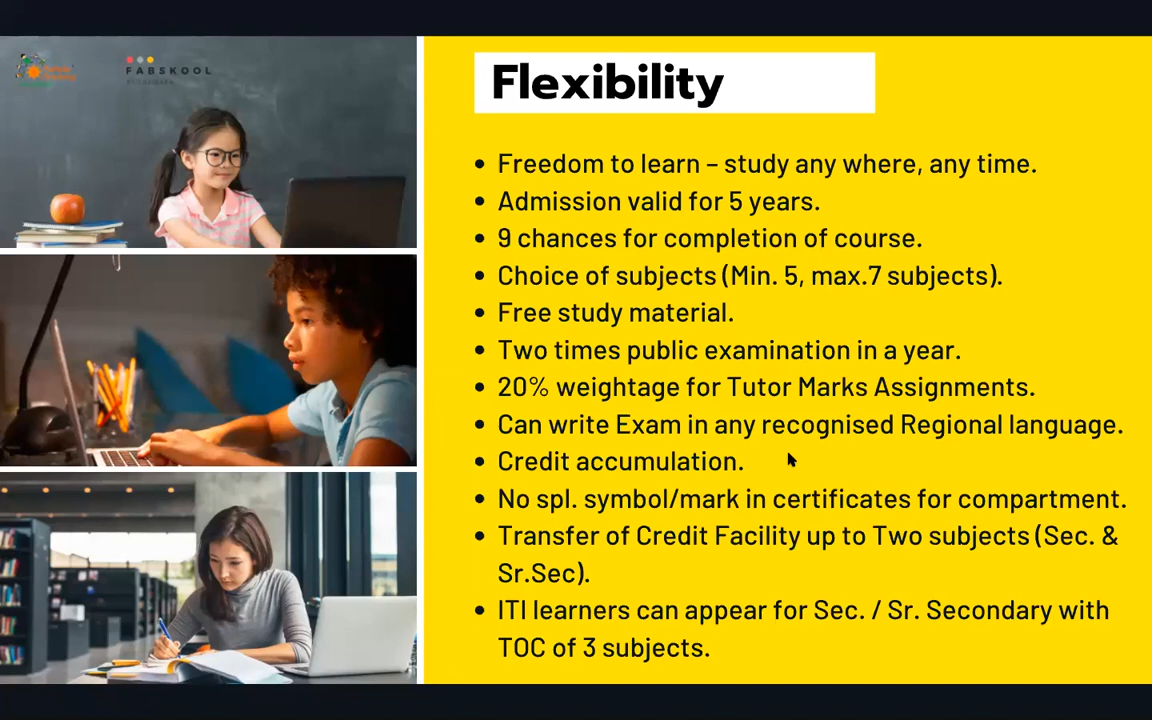 FABSKOOL
Flexibility
• Freedom to learn – study any where, any time.
• Admission valid for 5 years.
• 9 chances for completion of course.
• Choice of subjects (Min. 5, max.7 subjects).
• Free study material.
• Two times public examination in a year.
• 20% weightage for Tutor Marks Assignments.
• Can write Exam in any recognised Regional language.
• Credit accumulation.
• No spl. symbol/mark in certificates for compartment.
• Transfer of Credit Facility up to Two subjects (Sec. &
Sr.Sec).
• ITI learners can appear for Sec. / Sr. Secondary with
TOC of 3 subjects.